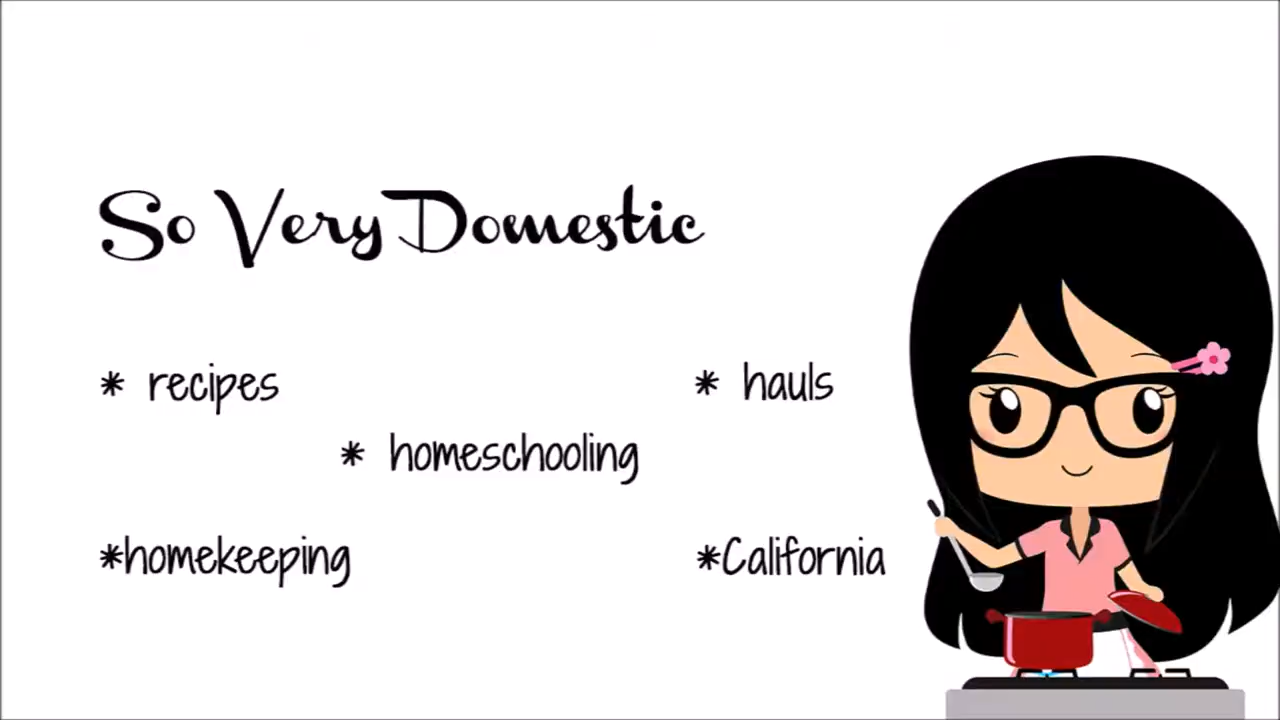 So Very Domestic
* recipes
* hauls
* homeschooling
*homekeeping
*California